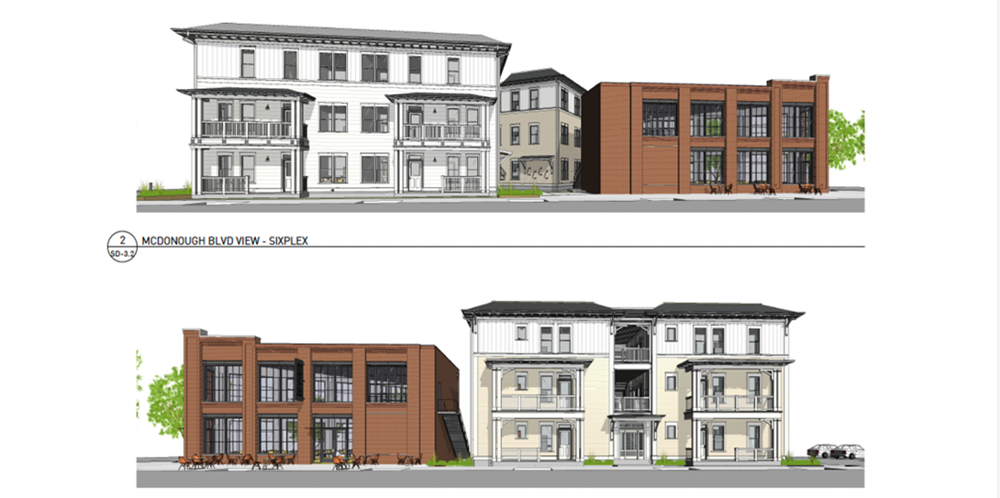 2
SD-3.2
MCDONOUGH BLVD VIEW - SIXPLEX